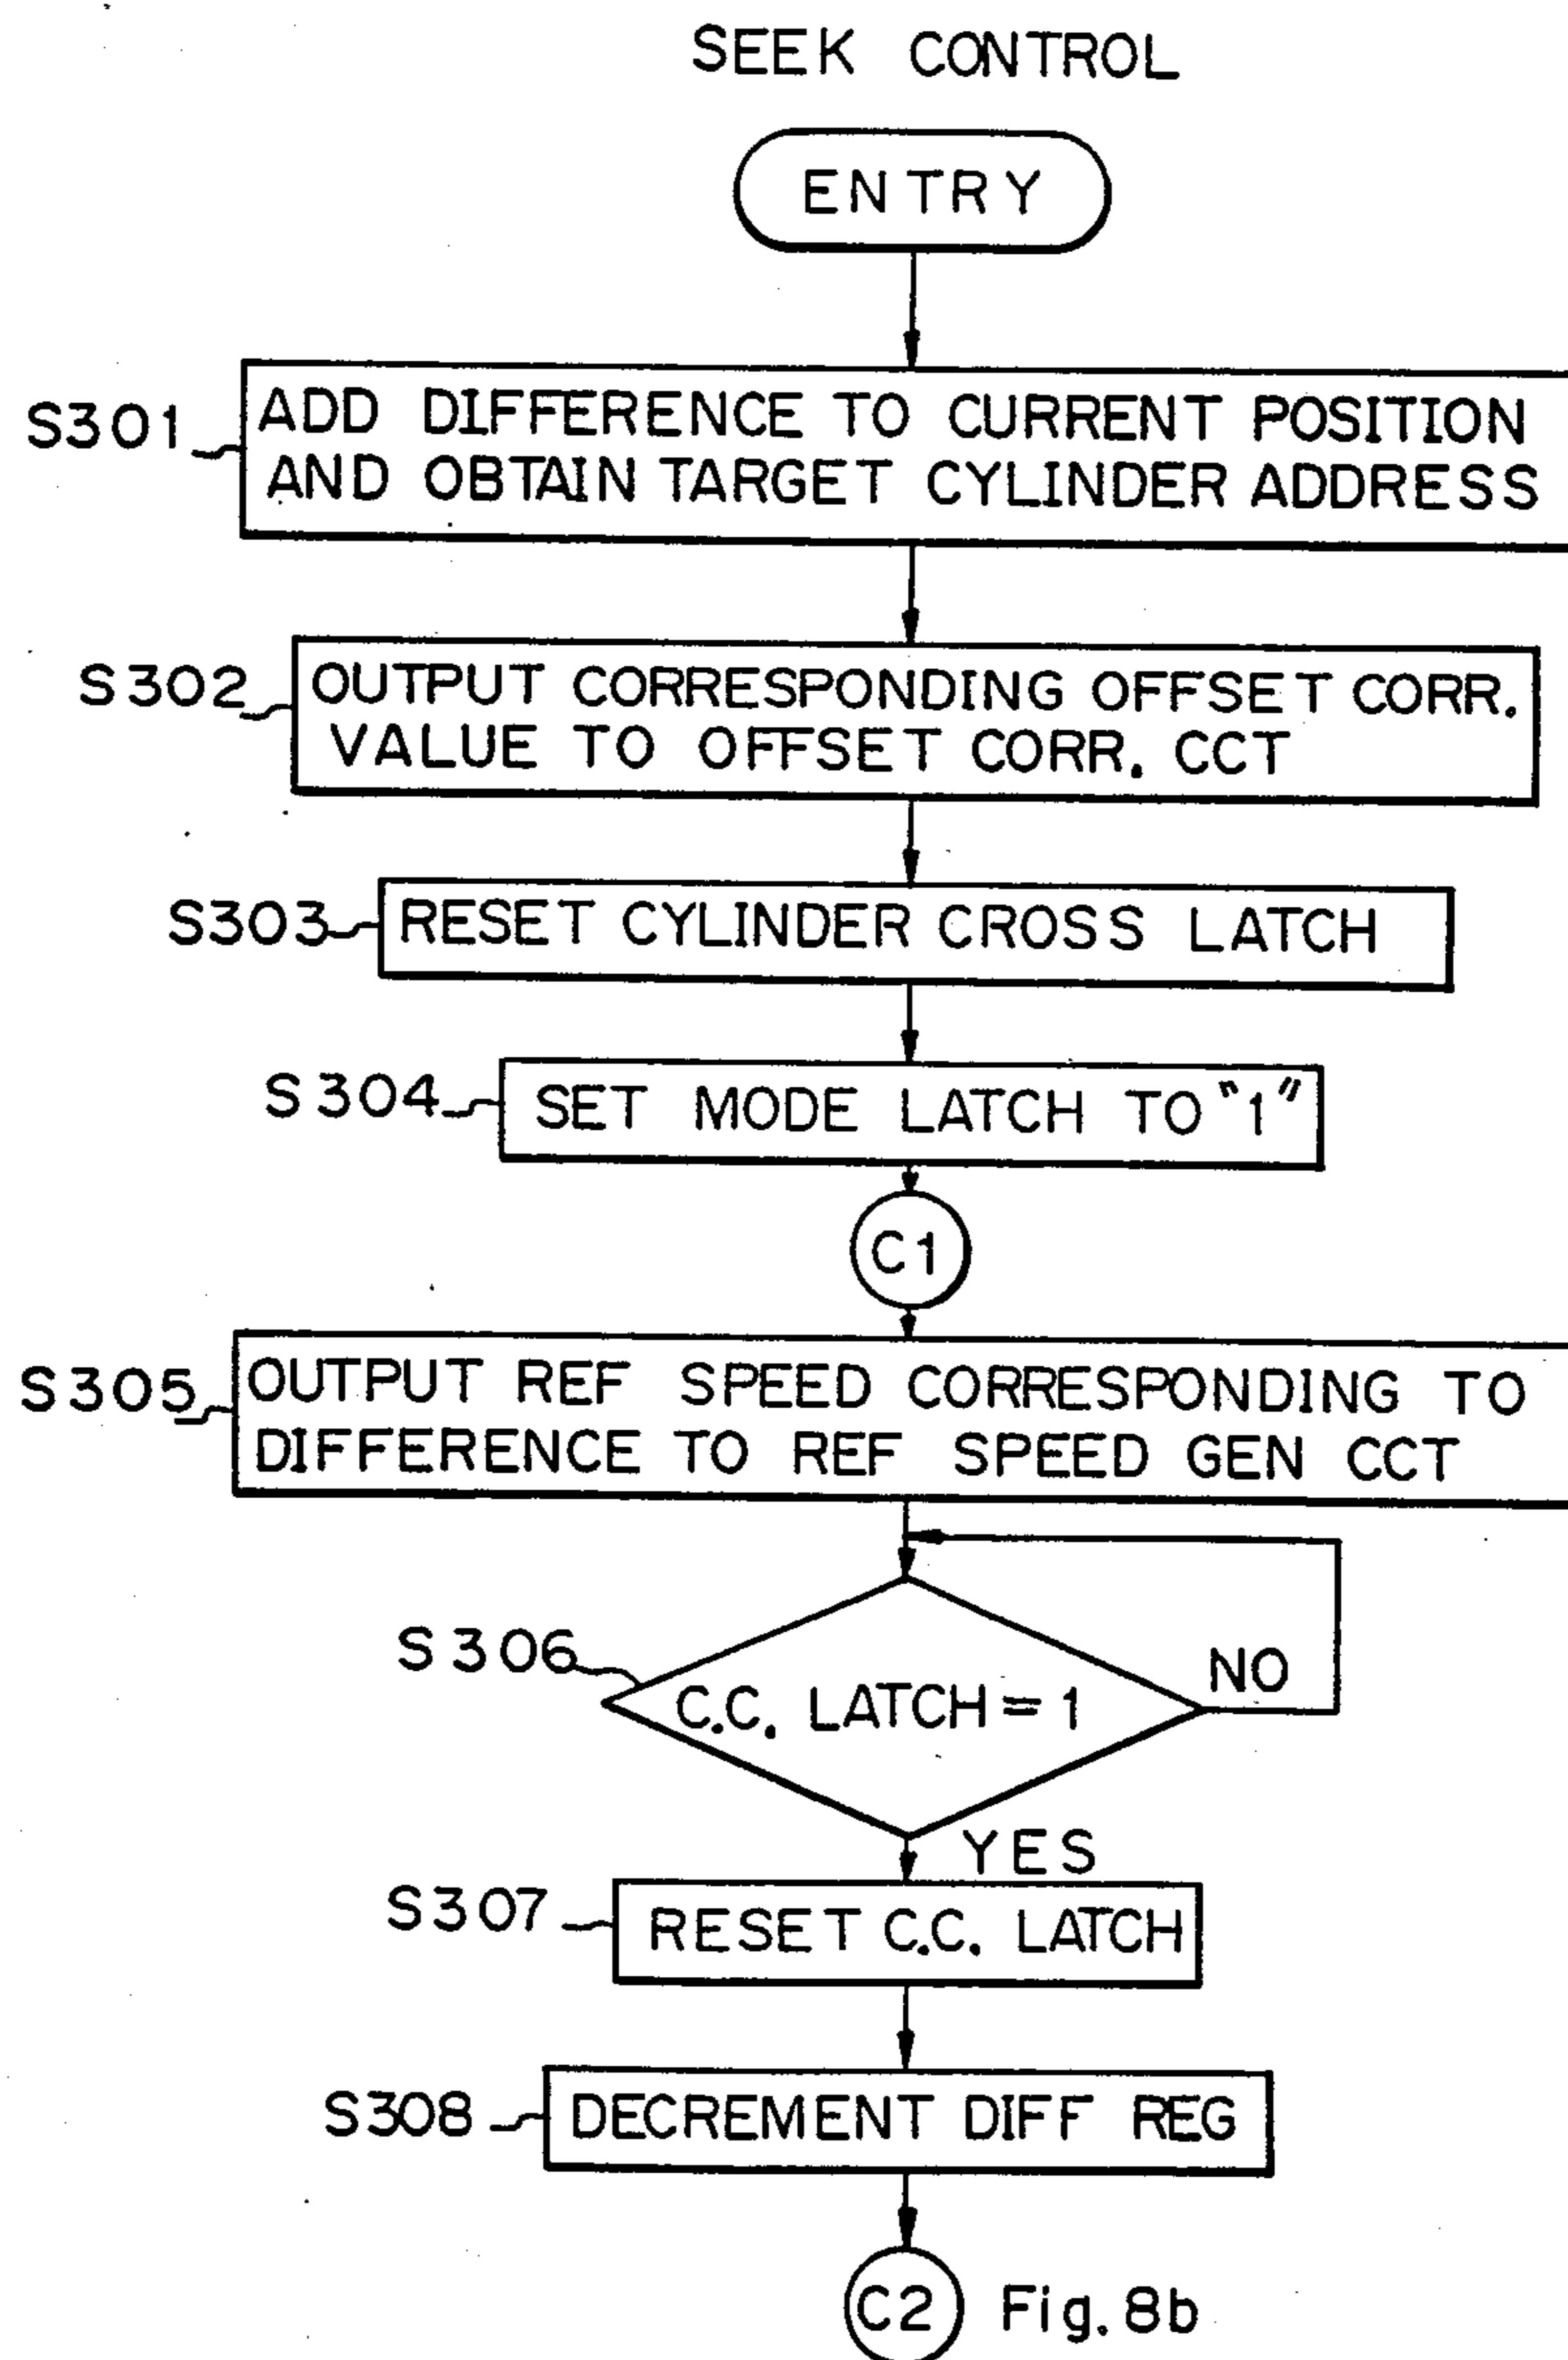 SEEK CONTROL
ENTRY
S301
ADD DIFFERENCE TO CURRENT POSITION
AND OBTAIN TARGET CYLINDER ADDRESS
S302
OUTPUT CORRESPONDING OFFSET CORR.
VALUE TO OFFSET CORR. CCT
S303
RESET CYLINDER CROSS LATCH
S304
SET MODE LATCH TO "1"
C1
S305
OUTPUT REF SPEED CORRESPONDING TO
DIFFERENCE TO REF SPEED GEN CCT
S306
C.C. LATCH = 1
NO
YES
S307
RESET C.C. LATCH
S308
DECREMENT DIFF REG
C2 Fig. 8b